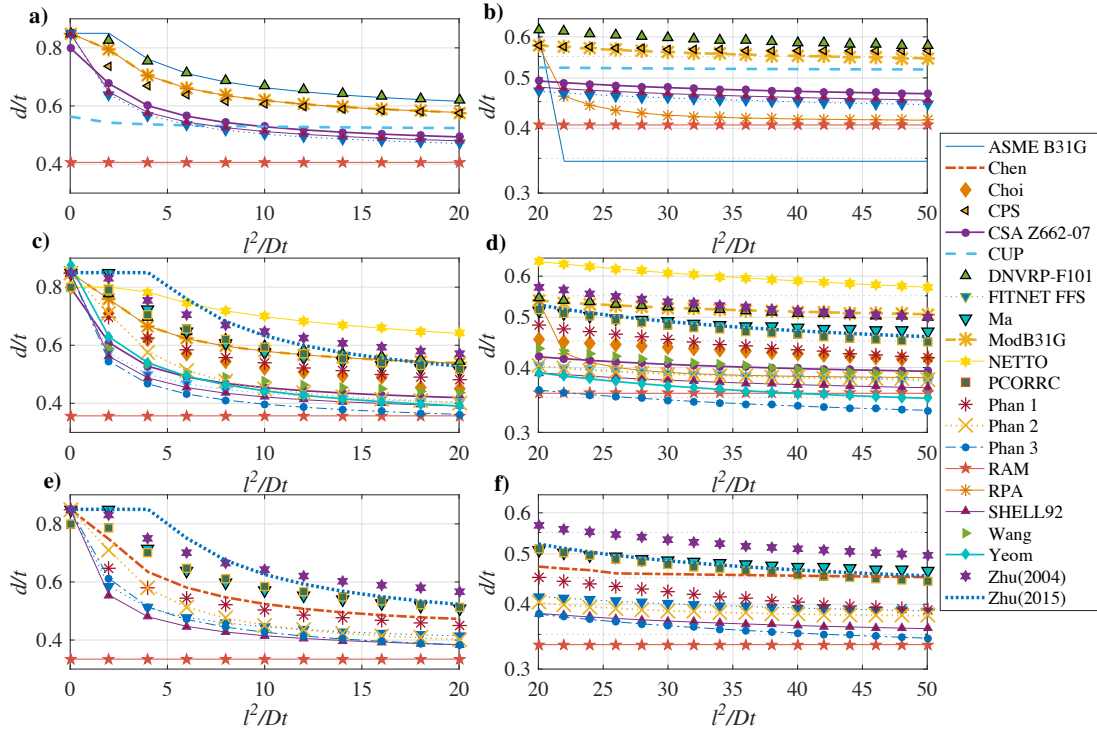 a)
0.8
0.6
0.4
d/t
0
5
10
15
20
l²/Dt
b)
0.6
0.5
0.4
0.3
d/t
20
25
30
35
40
45
50
l²/Dt
c)
0.8
0.6
0.4
d/t
0
5
10
15
20
l²/Dt
d)
0.6
0.5
0.4
0.3
d/t
20
25
30
35
40
45
50
l²/Dt
e)
0.8
0.6
0.4
d/t
0
5
10
15
20
l²/Dt
f)
0.6
0.5
0.4
0.3
d/t
20
25
30
35
40
45
50
l²/Dt
ASME B31G
Chen
Choi
CPS
CSA Z662-07
CUP
DNVRP-F101
FITNET FFS
Ma
ModB31G
NETTO
PCORRC
Phan 1
Phan 2
Phan 3
RAM
RPA
SHELL92
Wang
Yeom
Zhu(2004)
Zhu(2015)